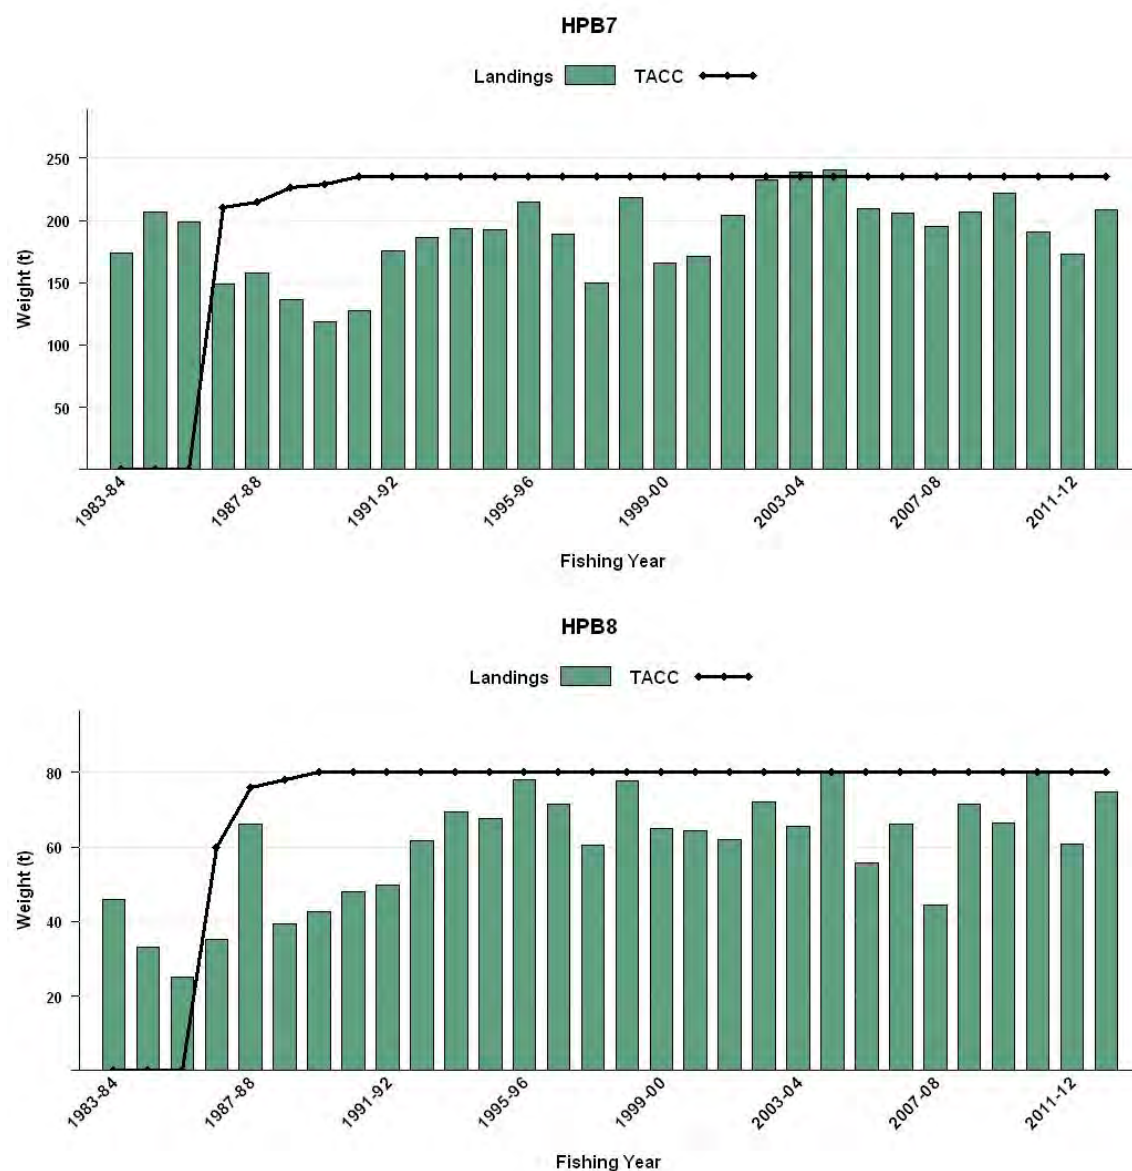 HPB7
Landings TACC
250
200
150
100
50
Weight (t)
1983-84 1987-88 1991-92 1995-96 1999-00 2003-04 2007-08 2011-12
Fishing Year
HPB8
Landings TACC
80
60
40
20
Weight (t)
1983-84 1987-88 1991-92 1995-96 1999-00 2003-04 2007-08 2011-12
Fishing Year